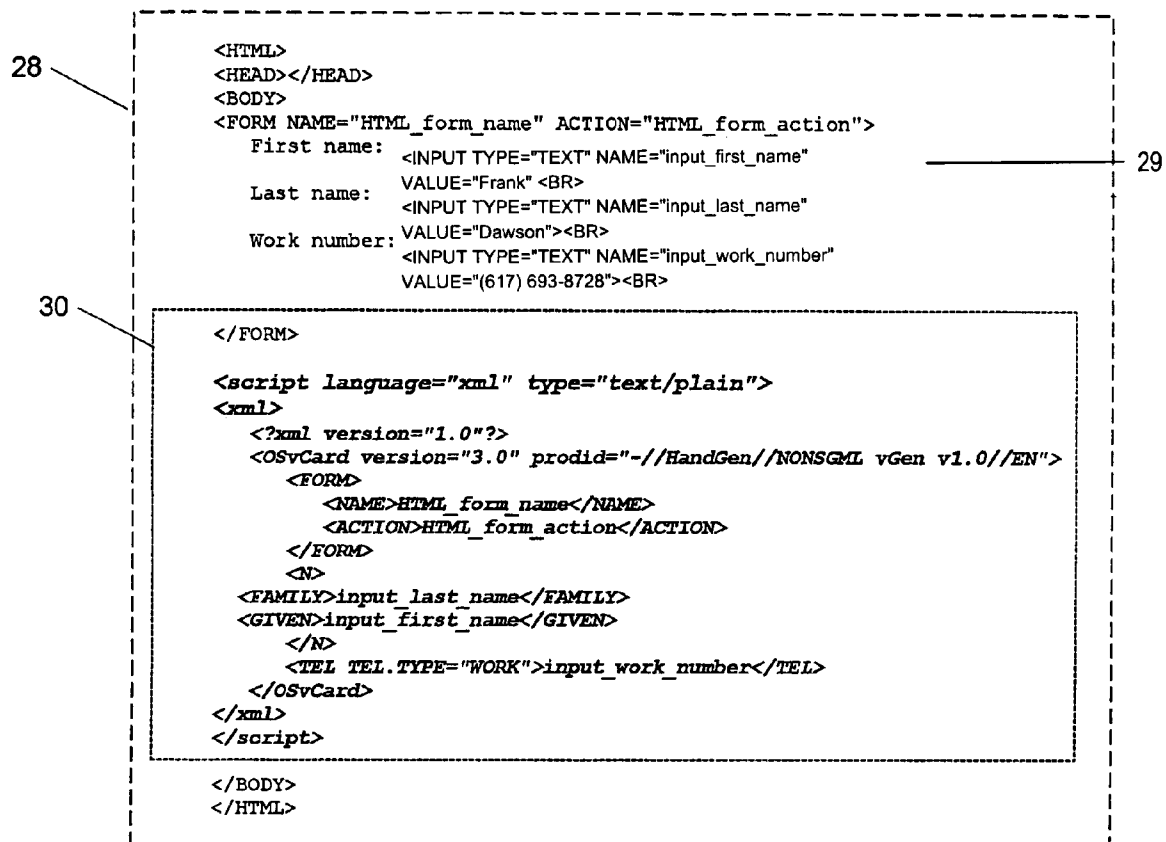 <HTML>
28
<HEAD></HEAD>
<BODY>
<FORM NAME="HTML_form_name" ACTION="HTML_form_action">
First name: <INPUT TYPE="TEXT" NAME="input_first_name"
29
VALUE="Frank" <BR>
Last name: <INPUT TYPE="TEXT" NAME="input_last_name"
VALUE="Dawson"><BR>
Work number: <INPUT TYPE="TEXT" NAME="input_work_number"
VALUE="(617) 693-8728"><BR>
30
</FORM>
<script language="xml" type="text/plain">
<xml>
<?xml version="1.0"?>
<OSvCard version="3.0" prodid="-//HandGen//NONSGML vGen v1.0//EN">
<FORM>
<NAME>HTML_form_name</NAME>
<ACTION>HTML_form_action</ACTION>
</FORM>
<N>
<FAMILY>input_last_name</FAMILY>
<GIVEN>input_first_name</GIVEN>
</N>
<TEL TEL.TYPE="WORK">input_work_number</TEL>
</OSvCard>
</xml>
</script>
</BODY>
</HTML>